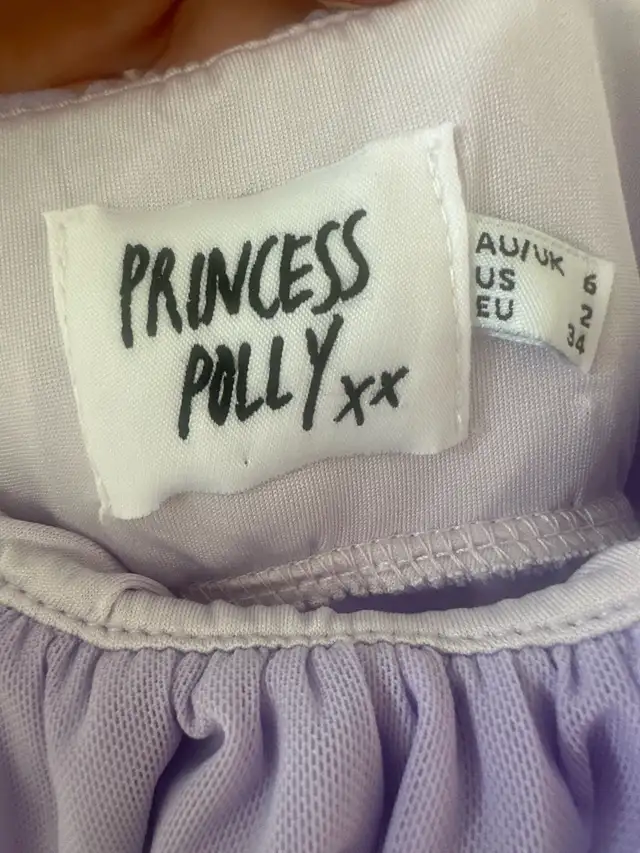 PRINCESS
POLLY xx
AU/UK 6
US 2
EU 34